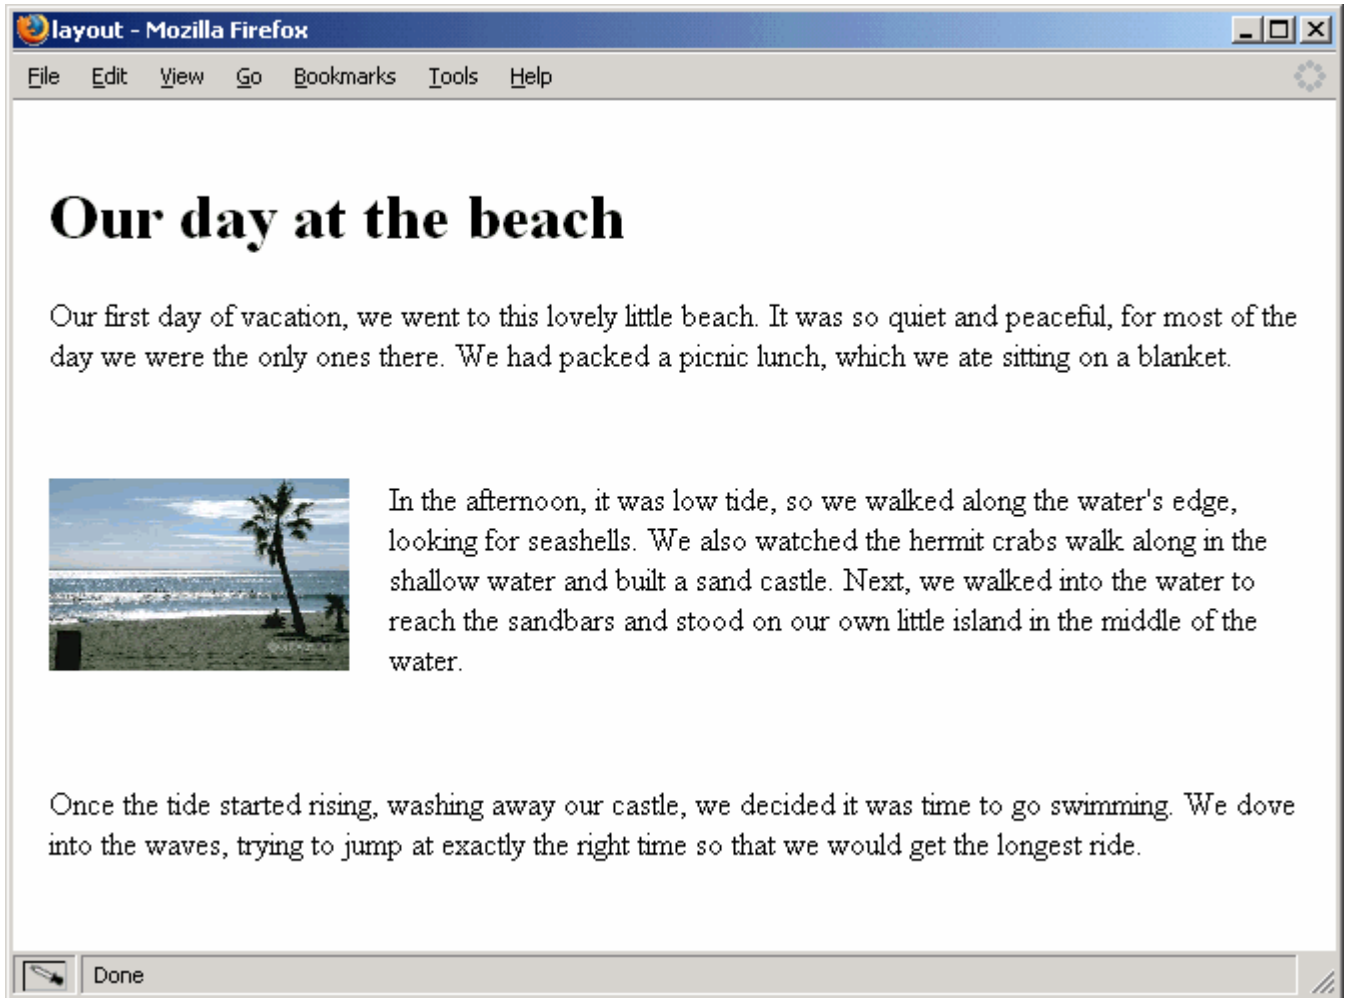 layout - Mozilla Firefox
File Edit View Go Bookmarks Tools Help
Our day at the beach
Our first day of vacation, we went to this lovely little beach. It was so quiet and peaceful, for most of the
day we were the only ones there. We had packed a picnic lunch, which we ate sitting on a blanket.
In the afternoon, it was low tide, so we walked along the water's edge,
looking for seashells. We also watched the hermit crabs walk along in the
shallow water and built a sand castle. Next, we walked into the water to
reach the sandbars and stood on our own little island in the middle of the
water.
Once the tide started rising, washing away our castle, we decided it was time to go swimming. We dove
into the waves, trying to jump at exactly the right time so that we would get the longest ride.
Done